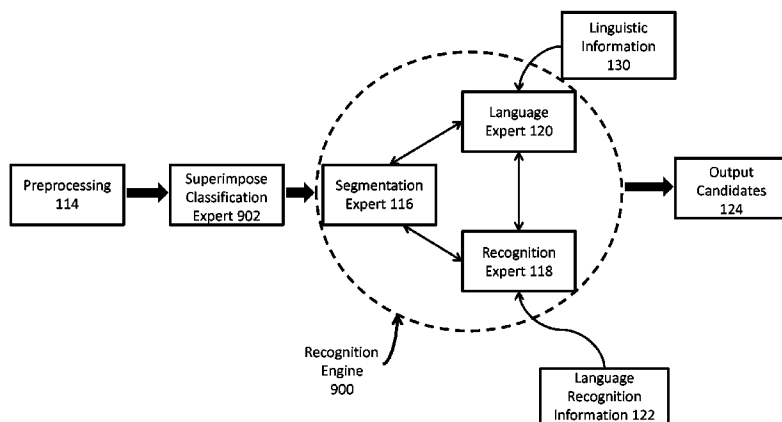 Linguistic
Information
130
Language
Expert 120
Preprocessing
114
Superimpose
Classification
Expert 902
Segmentation
Expert 116
Output
Candidates
124
Recognition
Expert 118
Recognition
Engine
900
Language
Recognition
Information 122